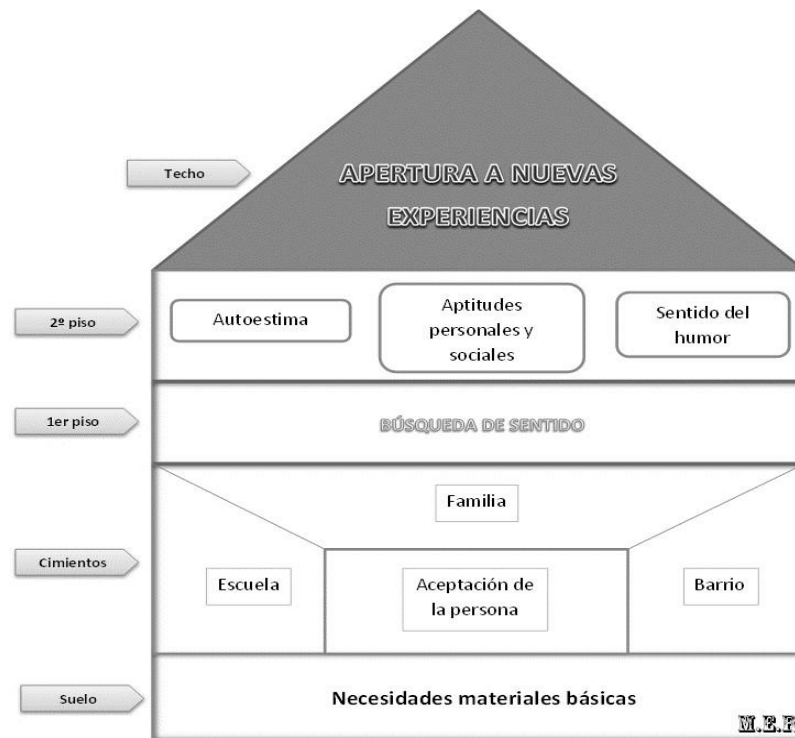 Techo
APERTURA A NUEVAS
EXPERIENCIAS
2º piso
Autoestima
Aptitudes
personales y
sociales
Sentido del
humor
1er piso
BÚSQUEDA DE SENTIDO
Familia
Cimientos
Escuela
Aceptación de
la persona
Barrio
Suelo
Necesidades materiales básicas